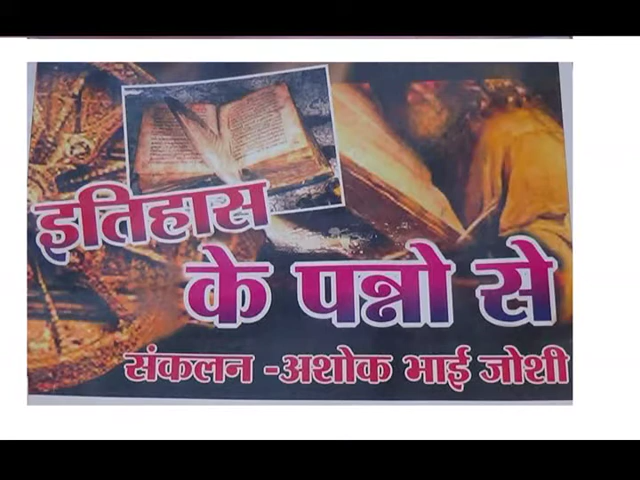 इतिहास
के पन्नो से
संकलन -अशोक भाई जोशी